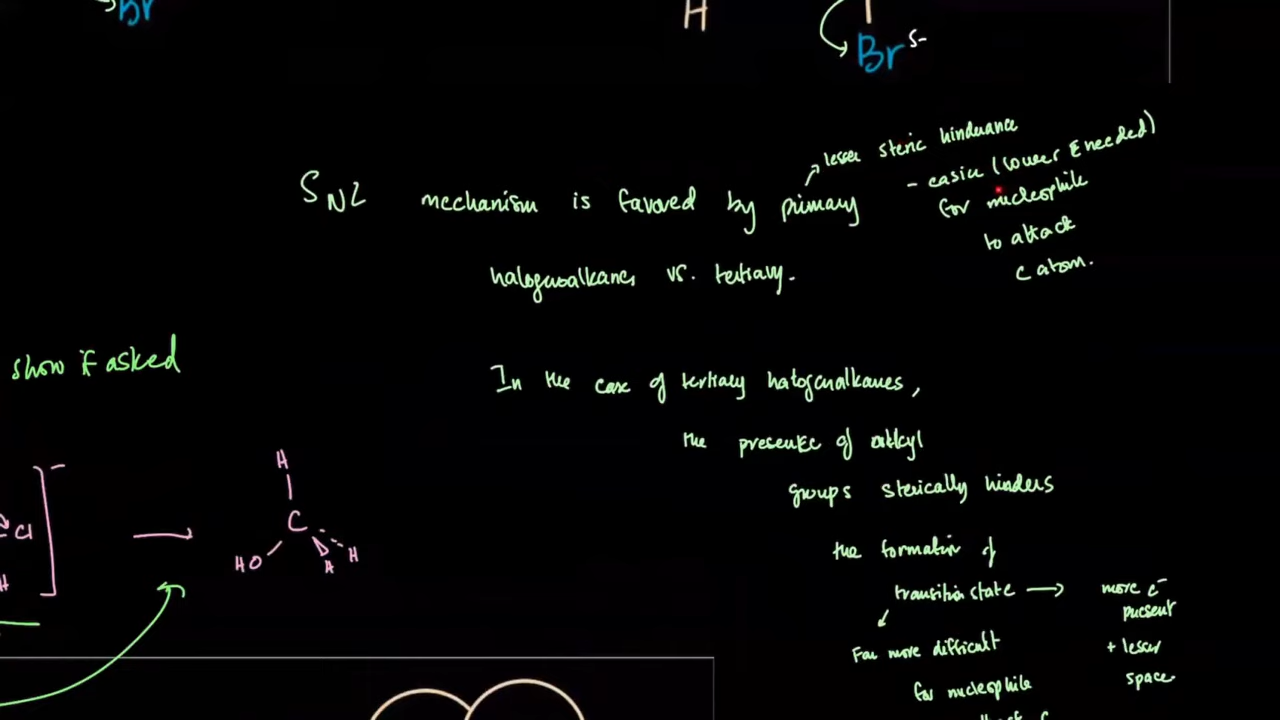 Br
H
Br δ-
SN2 mechanism is favored by primary
halogenoalkanes vs. tertiary.
lesser steric hinderance
- easier (lower E needed)
for nucleophile
to attack
C atom.
show if asked
In the case of tertiary halogenalkanes,
the presence of alkyl
groups sterically hinders
the formation of
transition state → more e⁻
present
+ lesser
space
Far more difficult
for nucleophile
Cl
H
H
C
HO
H
H